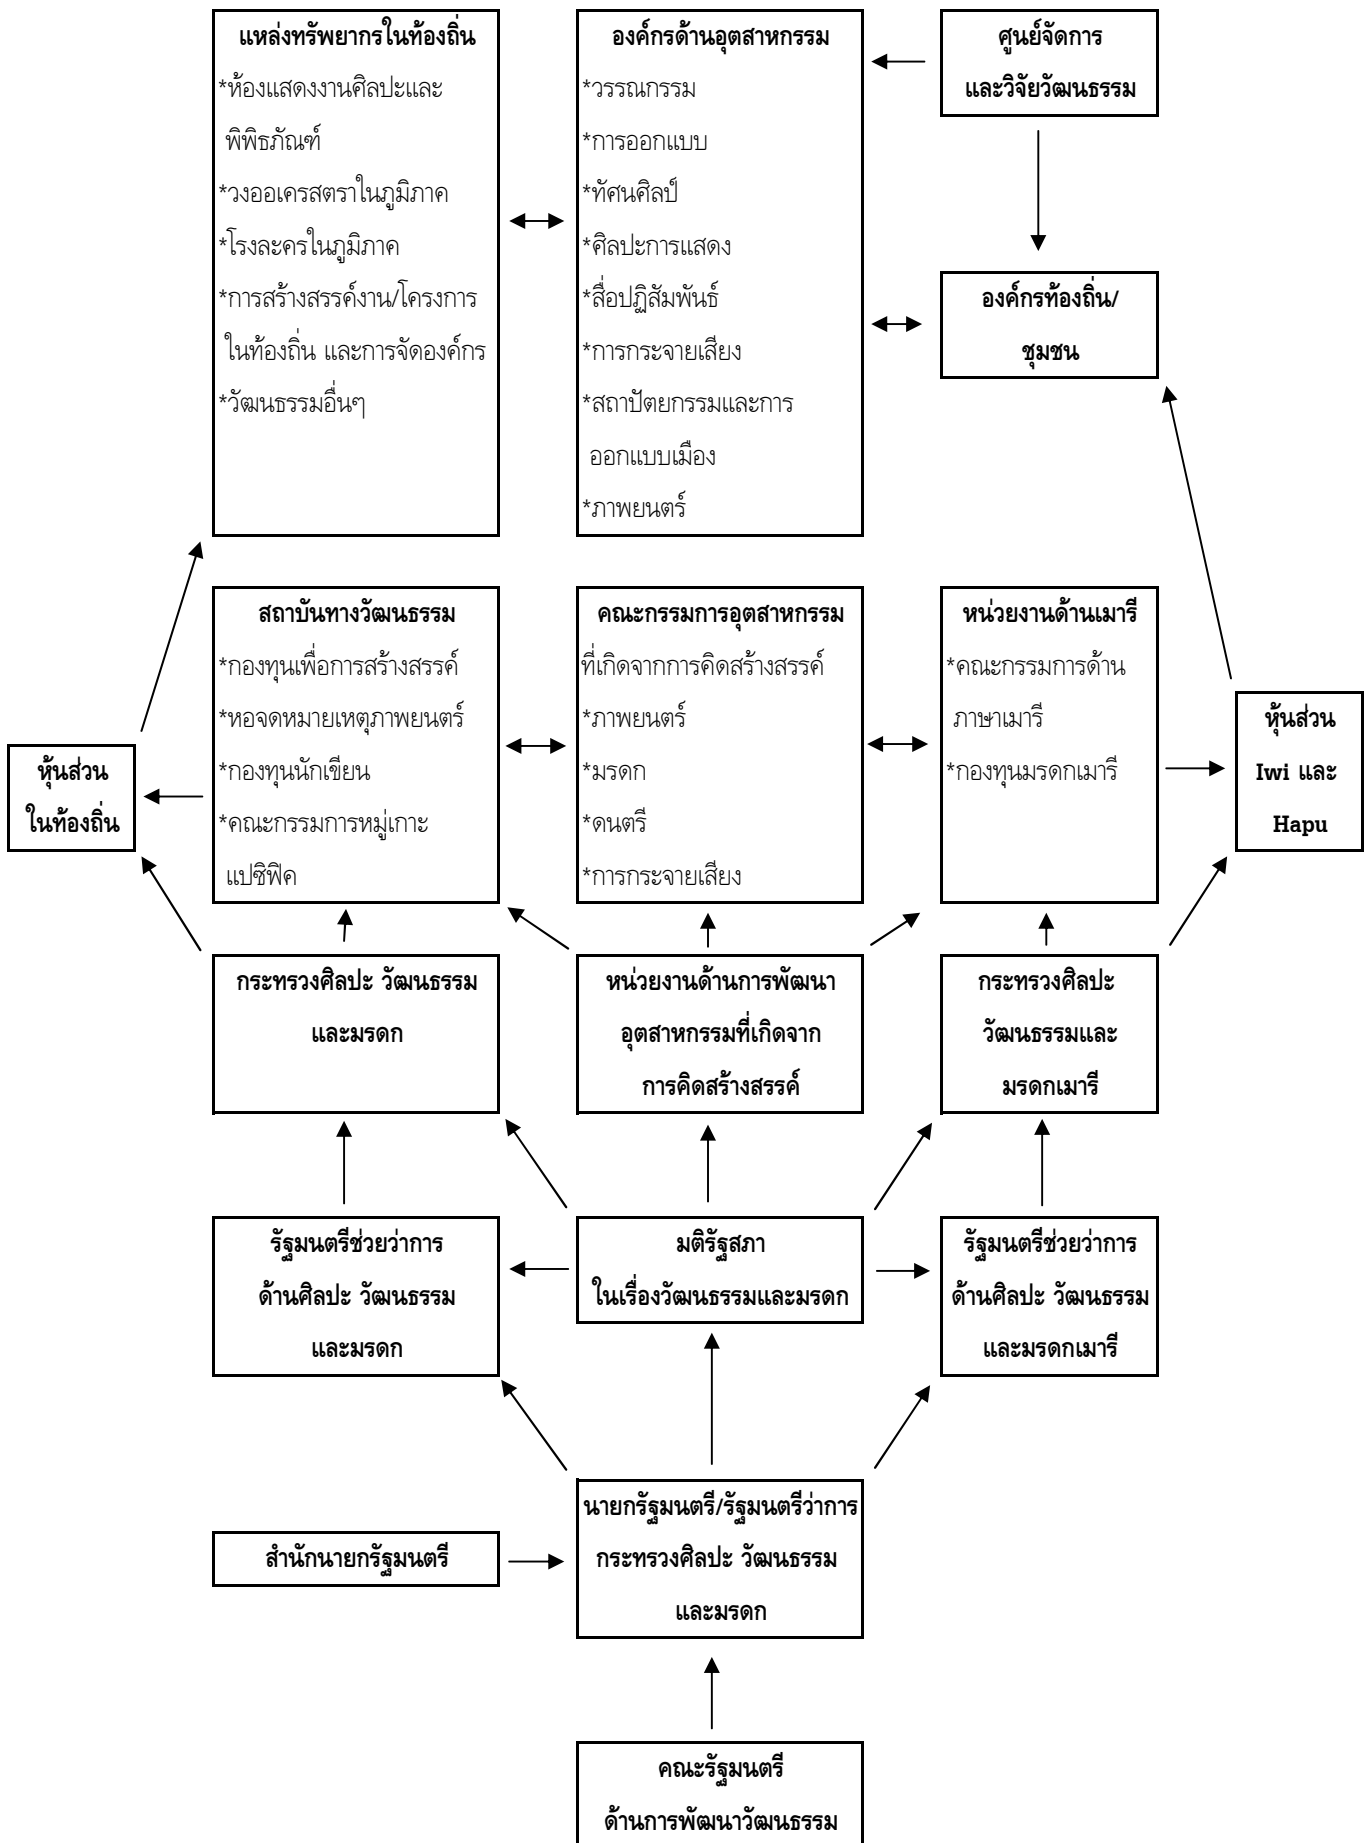 แหล่งทรัพยากรในท้องถิ่น
*ห้องแสดงงานศิลปะและ
พิพิธภัณฑ์
*วงออเครสตราในภูมิภาค
*โรงละครในภูมิภาค
*การสร้างสรรค์งาน/โครงการ
ในท้องถิ่น และการจัดองค์กร
*วัฒนธรรมอื่นๆ
องค์กรด้านอุตสาหกรรม
*วรรณกรรม
*การออกแบบ
*ทัศนศิลป์
*ศิลปะการแสดง
*สื่อปฏิสัมพันธ์
*การกระจายเสียง
*สถาปัตยกรรมและการ
ออกแบบเมือง
*ภาพยนตร์
ศูนย์จัดการ
และวิจัยวัฒนธรรม
องค์กรท้องถิ่น/
ชุมชน
หุ้นส่วน
ในท้องถิ่น
สถาบันทางวัฒนธรรม
*กองทุนเพื่อการสร้างสรรค์
*หอจดหมายเหตุภาพยนตร์
*กองทุนนักเขียน
*คณะกรรมการหมู่เกาะ
แปซิฟิค
คณะกรรมการอุตสาหกรรม
ที่เกิดจากการคิดสร้างสรรค์
*ภาพยนตร์
*มรดก
*ดนตรี
*การกระจายเสียง
หน่วยงานด้านเมารี
*คณะกรรมการด้าน
ภาษาเมารี
*กองทุนมรดกเมารี
หุ้นส่วน
Iwi และ
Hapu
กระทรวงศิลปะ วัฒนธรรม
และมรดก
หน่วยงานด้านการพัฒนา
อุตสาหกรรมที่เกิดจาก
การคิดสร้างสรรค์
กระทรวงศิลปะ
วัฒนธรรมและ
มรดกเมารี
รัฐมนตรีช่วยว่าการ
ด้านศิลปะ วัฒนธรรม
และมรดก
มติรัฐสภา
ในเรื่องวัฒนธรรมและมรดก
รัฐมนตรีช่วยว่าการ
ด้านศิลปะ วัฒนธรรม
และมรดกเมารี
สำนักนายกรัฐมนตรี
นายกรัฐมนตรี/รัฐมนตรีว่าการ
กระทรวงศิลปะ วัฒนธรรม
และมรดก
คณะรัฐมนตรี
ด้านการพัฒนาวัฒนธรรม